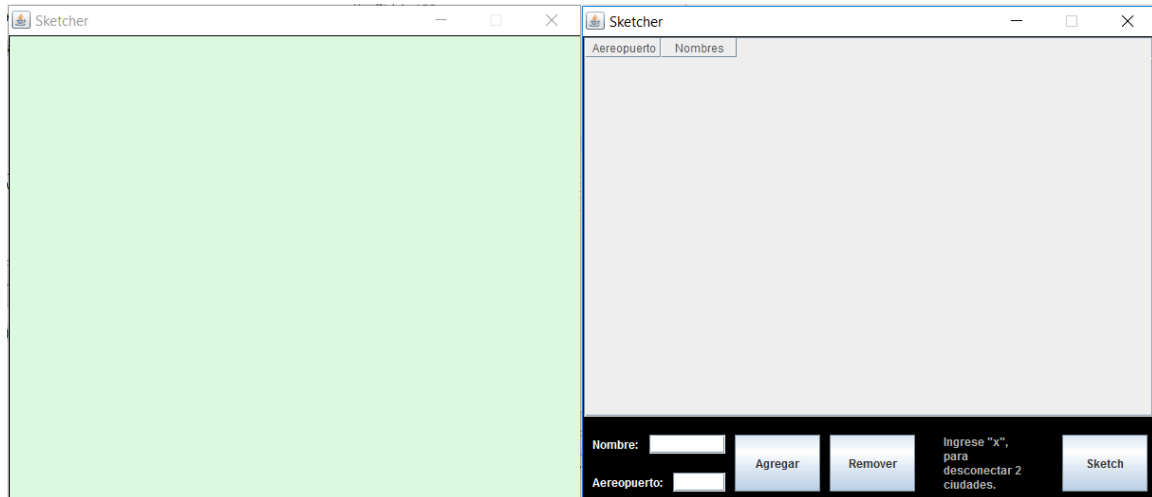 Sketcher
Sketcher
Aereopuerto Nombres
Nombre:
Agregar
Remover
Ingrese "x",
para
desconectar 2
ciudades.
Sketch
Aereopuerto: